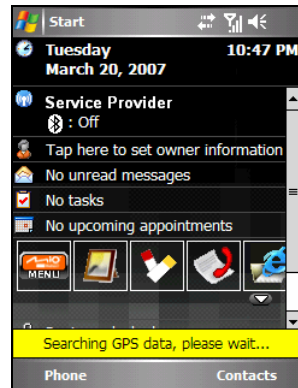 Start
Tuesday 10:47 PM
March 20, 2007
Service Provider
: Off
Tap here to set owner information
No unread messages
No tasks
No upcoming appointments
Mio
MENU
Searching GPS data, please wait...
Phone Contacts